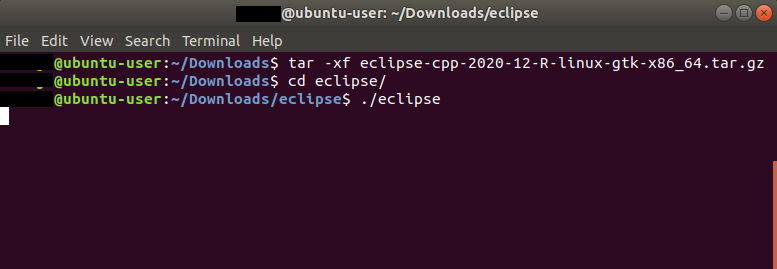 @ubuntu-user: ~/Downloads/eclipse
File Edit View Search Terminal Help
@ubuntu-user:~/Downloads$ tar -xf eclipse-cpp-2020-12-R-linux-gtk-x86_64.tar.gz
@ubuntu-user:~/Downloads$ cd eclipse/
@ubuntu-user:~/Downloads/eclipse$ ./eclipse